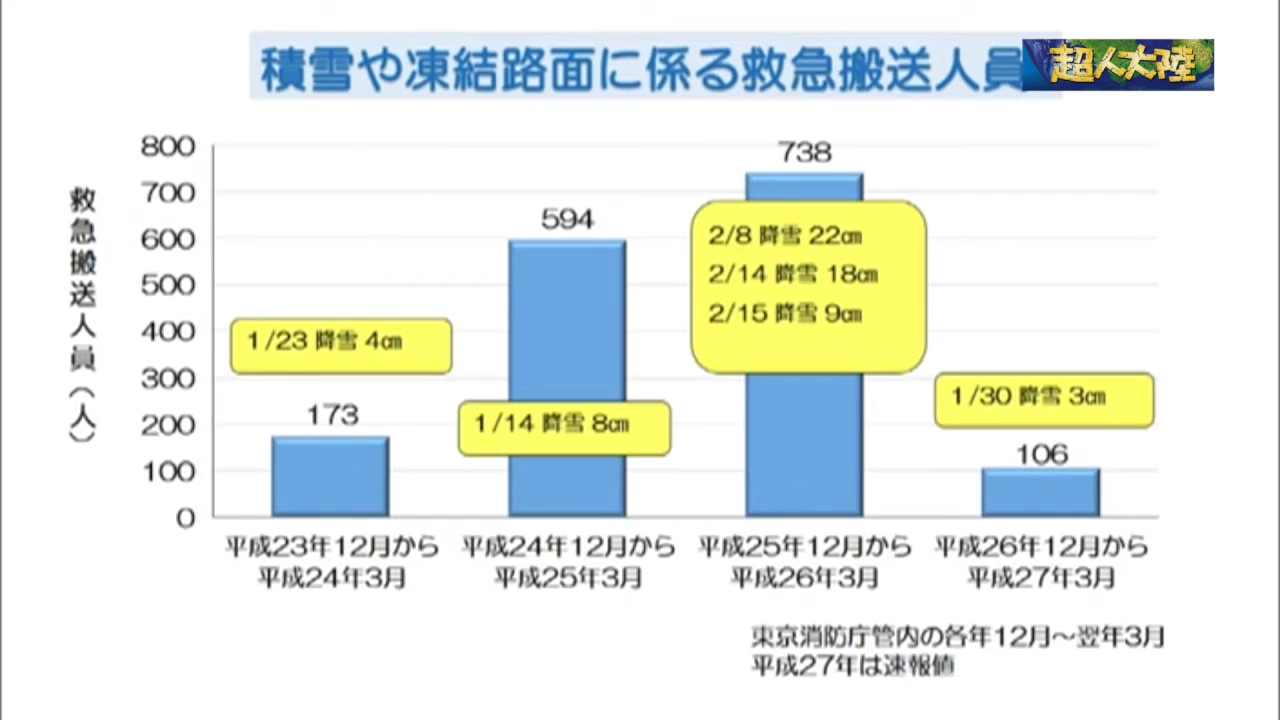 積雪や凍結路面に係る救急搬送人員
超人大陸
救急搬送人員（人）
800
700
600
500
400
300
200
100
0
173
594
738
106
1/23 降雪 4㎝
1/14 降雪 8㎝
2/8 降雪 22㎝
2/14 降雪 18㎝
2/15 降雪 9㎝
1/30 降雪 3㎝
平成23年12月から
平成24年3月
平成24年12月から
平成25年3月
平成25年12月から
平成26年3月
平成26年12月から
平成27年3月
東京消防庁管内の各年12月～翌年3月
平成27年は速報値